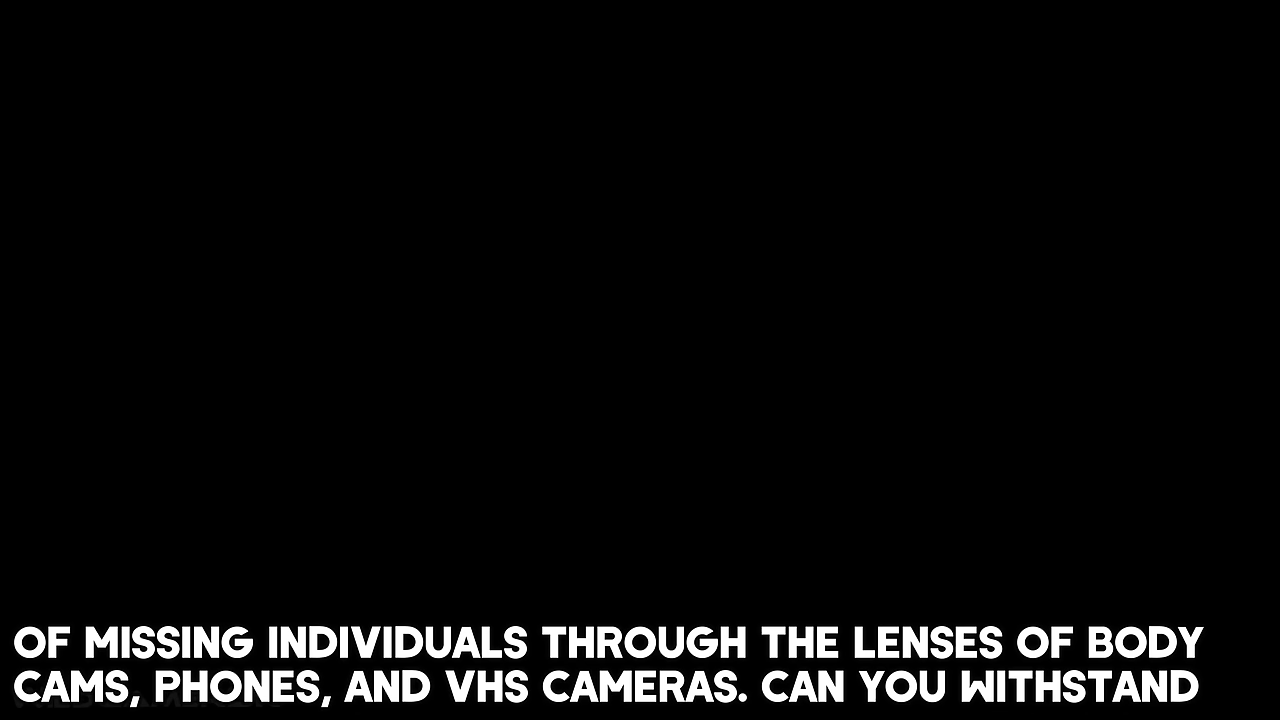 OF MISSING INDIVIDUALS THROUGH THE LENSES OF BODY
CAMS, PHONES, AND VHS CAMERAS. CAN YOU WITHSTAND